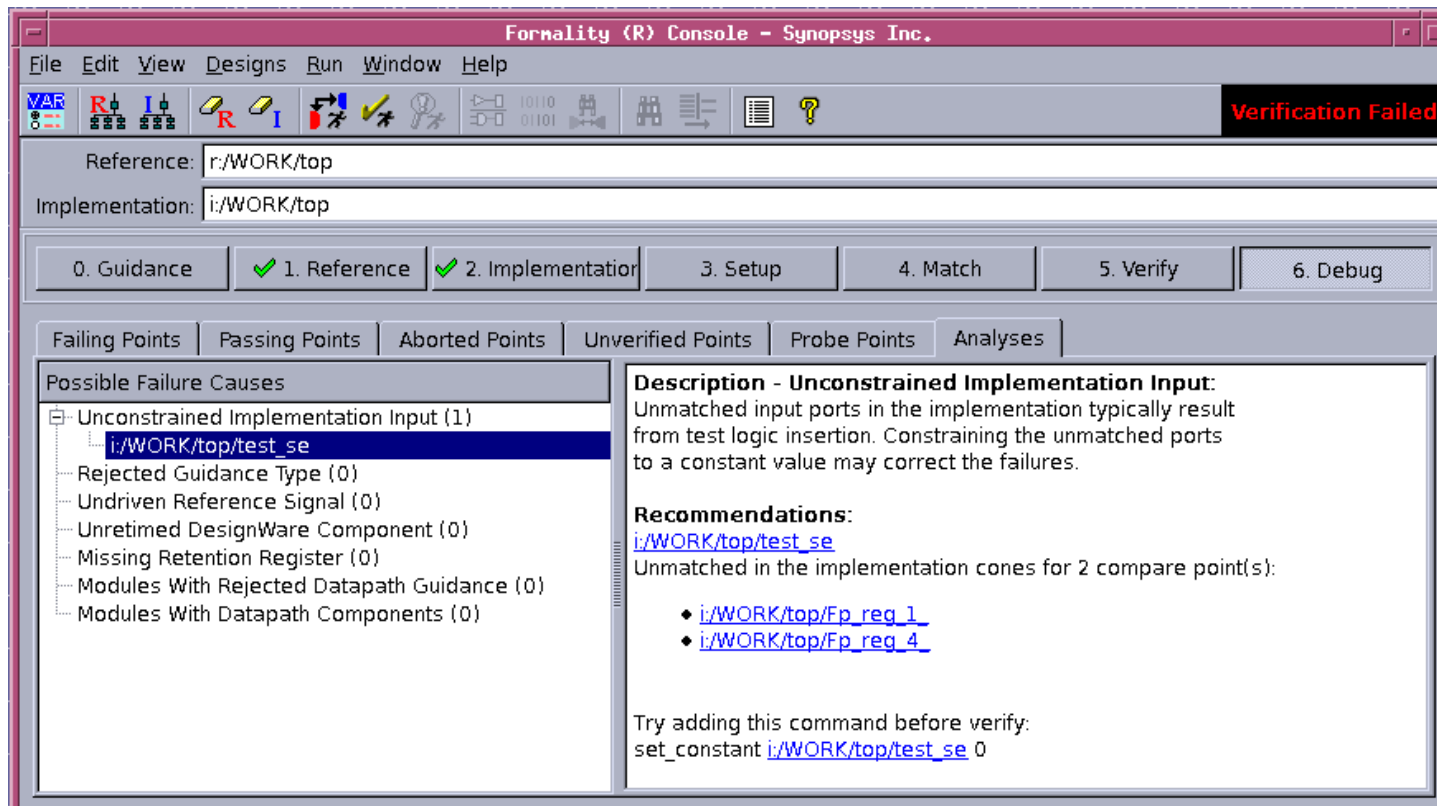 Formality (R) Console - Synopsys Inc.
File Edit View Designs Run Window Help
VAR R I R I 10110 01101 ? Verification Failed
Reference: r:/WORK/top
Implementation: i:/WORK/top
0. Guidance 1. Reference 2. Implementation 3. Setup 4. Match 5. Verify 6. Debug
Failing Points Passing Points Aborted Points Unverified Points Probe Points Analyses
Possible Failure Causes
Unconstrained Implementation Input (1)
i:/WORK/top/test_se
Rejected Guidance Type (0)
Undriven Reference Signal (0)
Unretimed DesignWare Component (0)
Missing Retention Register (0)
Modules With Rejected Datapath Guidance (0)
Modules With Datapath Components (0)
Description - Unconstrained Implementation Input:
Unmatched input ports in the implementation typically result
from test logic insertion. Constraining the unmatched ports
to a constant value may correct the failures.
Recommendations:
i:/WORK/top/test_se
Unmatched in the implementation cones for 2 compare point(s):
• i:/WORK/top/Fp_reg_1_
• i:/WORK/top/Fp_reg_4_
Try adding this command before verify:
set_constant i:/WORK/top/test_se 0